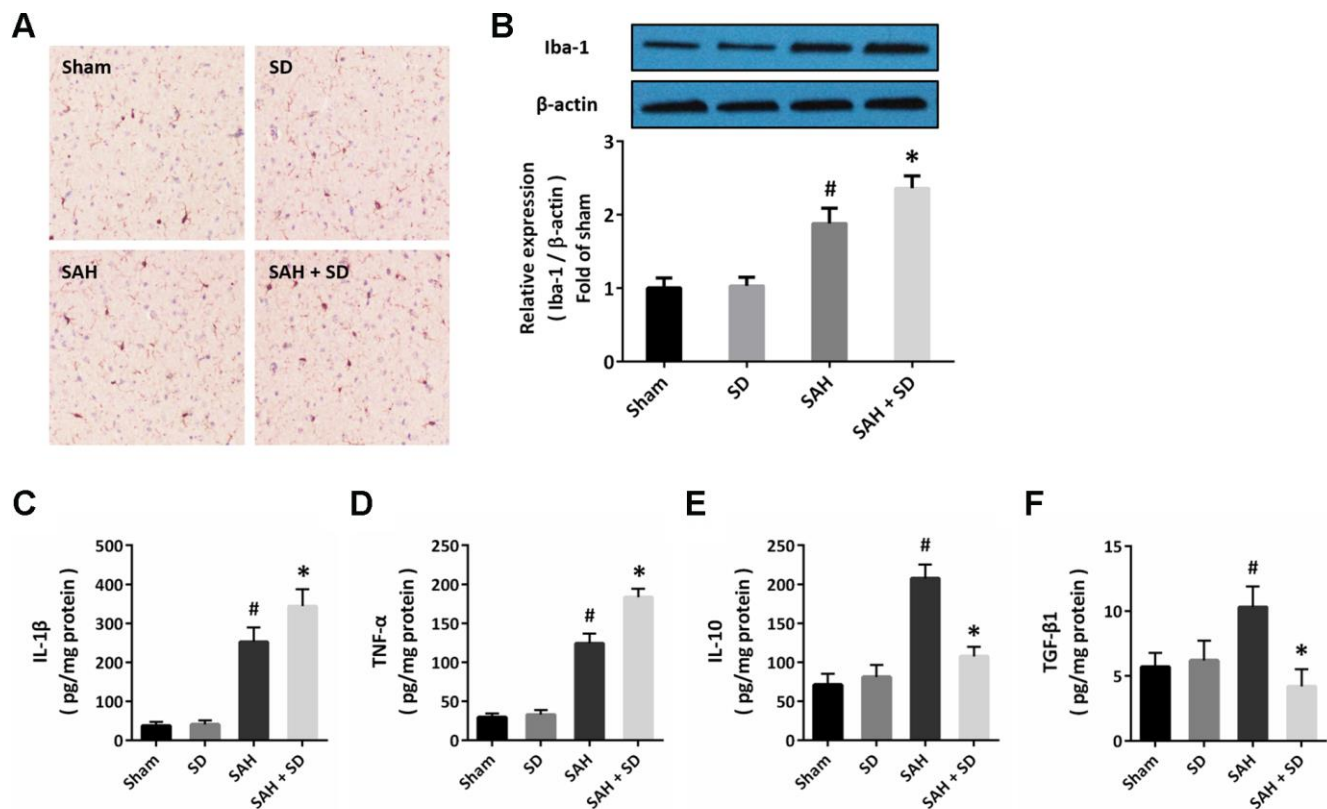 A
Sham
SD
SAH
SAH + SD
B
Iba-1
β-actin
Relative expression
( Iba-1 / β-actin )
Fold of sham
3
2
1
0
#
*
Sham
SD
SAH
SAH + SD
C
IL-1β
( pg/mg protein )
500
400
300
200
100
0
#
*
Sham
SD
SAH
SAH + SD
D
TNF-α
( pg/mg protein )
250
200
150
100
50
0
#
*
Sham
SD
SAH
SAH + SD
E
IL-10
( pg/mg protein )
250
200
150
100
50
0
#
*
Sham
SD
SAH
SAH + SD
F
TGF-β1
( pg/mg protein )
15
10
5
0
#
*
Sham
SD
SAH
SAH + SD